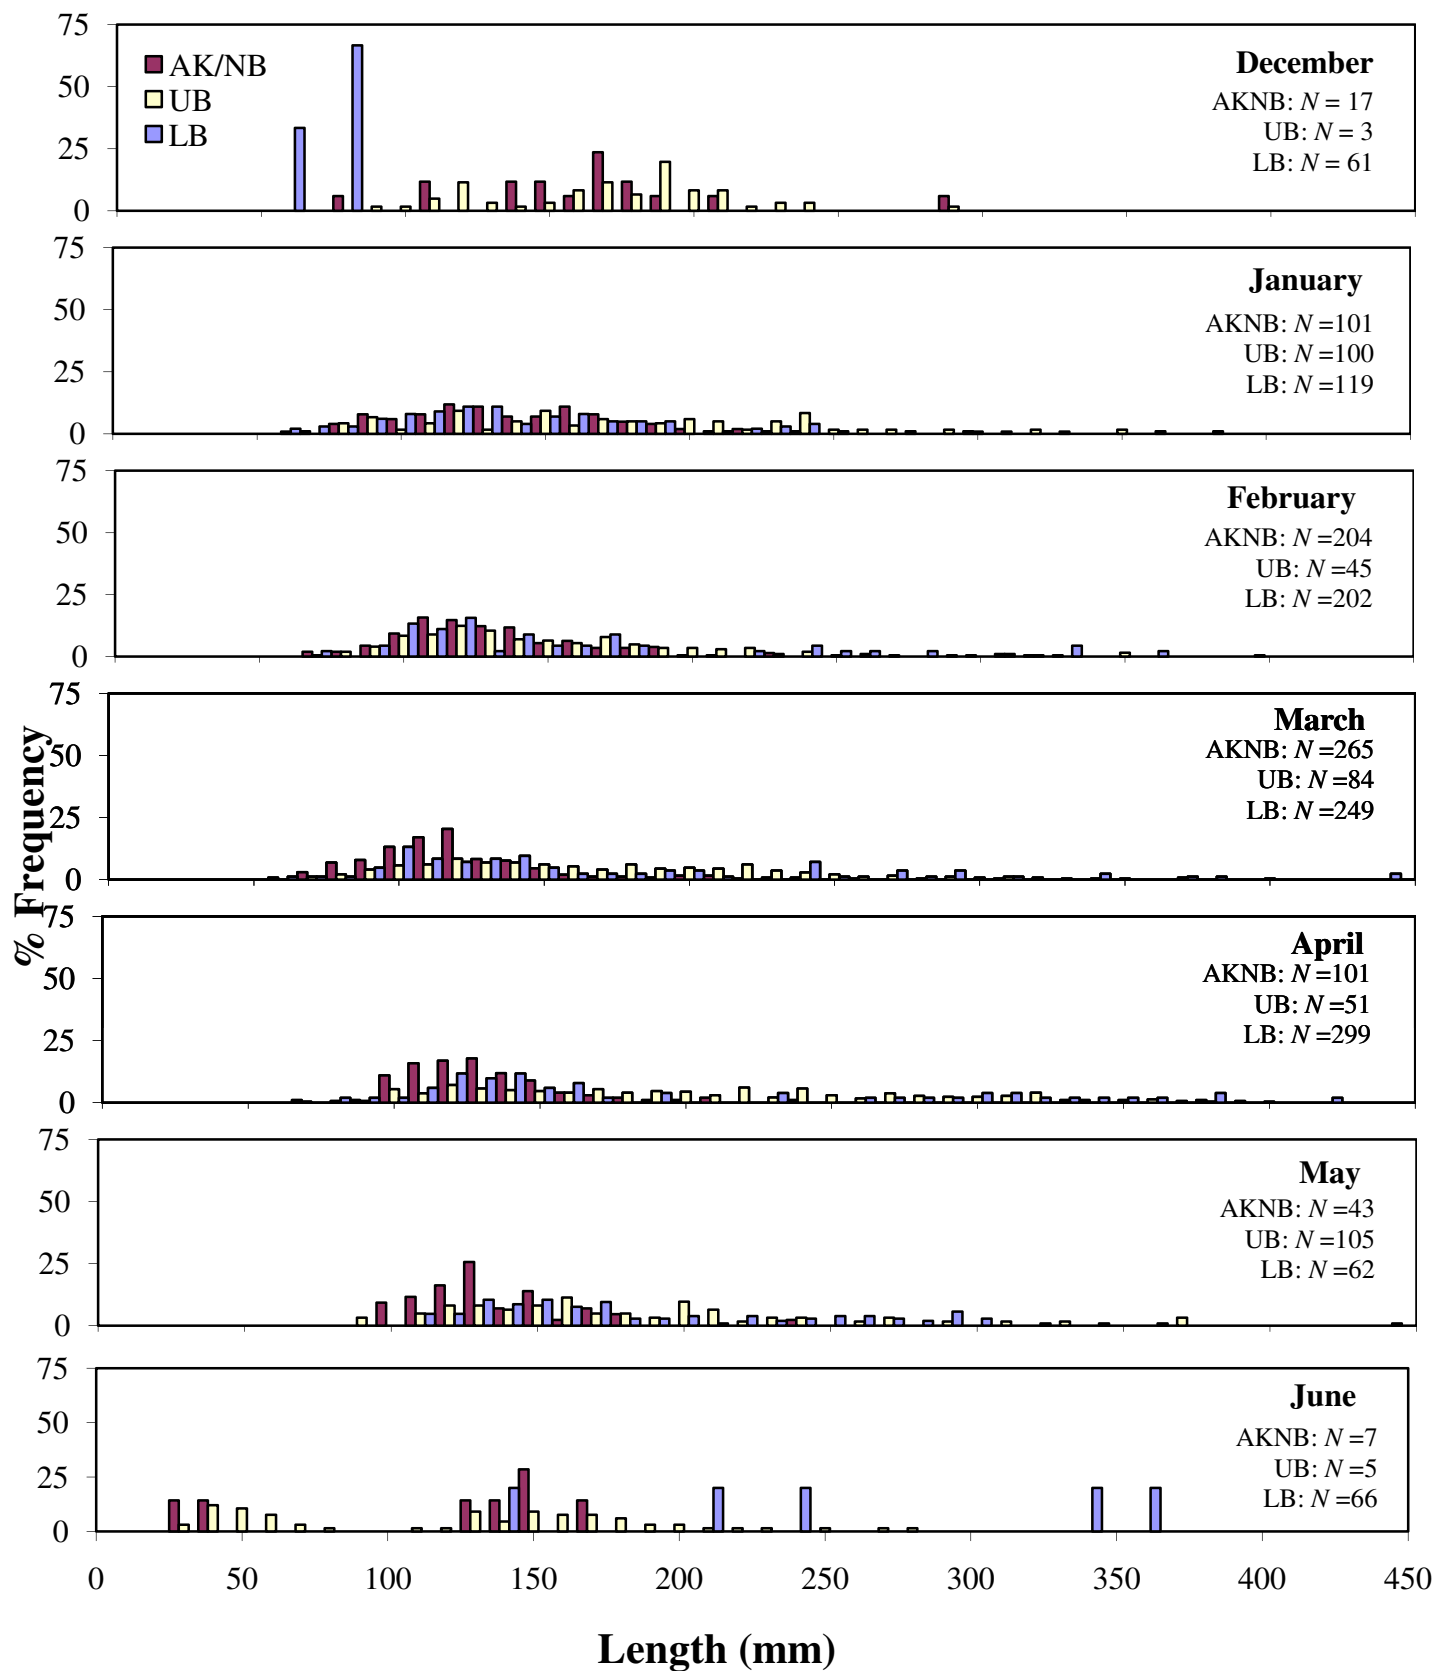 % Frequency
75
50
25
0
AK/NB
UB
LB
December
AKNB: N = 17
UB: N = 3
LB: N = 61
75
50
25
0
January
AKNB: N =101
UB: N =100
LB: N =119
75
50
25
0
February
AKNB: N =204
UB: N =45
LB: N =202
75
50
25
0
March
AKNB: N =265
UB: N =84
LB: N =249
75
50
25
0
April
AKNB: N =101
UB: N =51
LB: N =299
75
50
25
0
May
AKNB: N =43
UB: N =105
LB: N =62
75
50
25
0
June
AKNB: N =7
UB: N =5
LB: N =66
0 50 100 150 200 250 300 350 400 450
Length (mm)